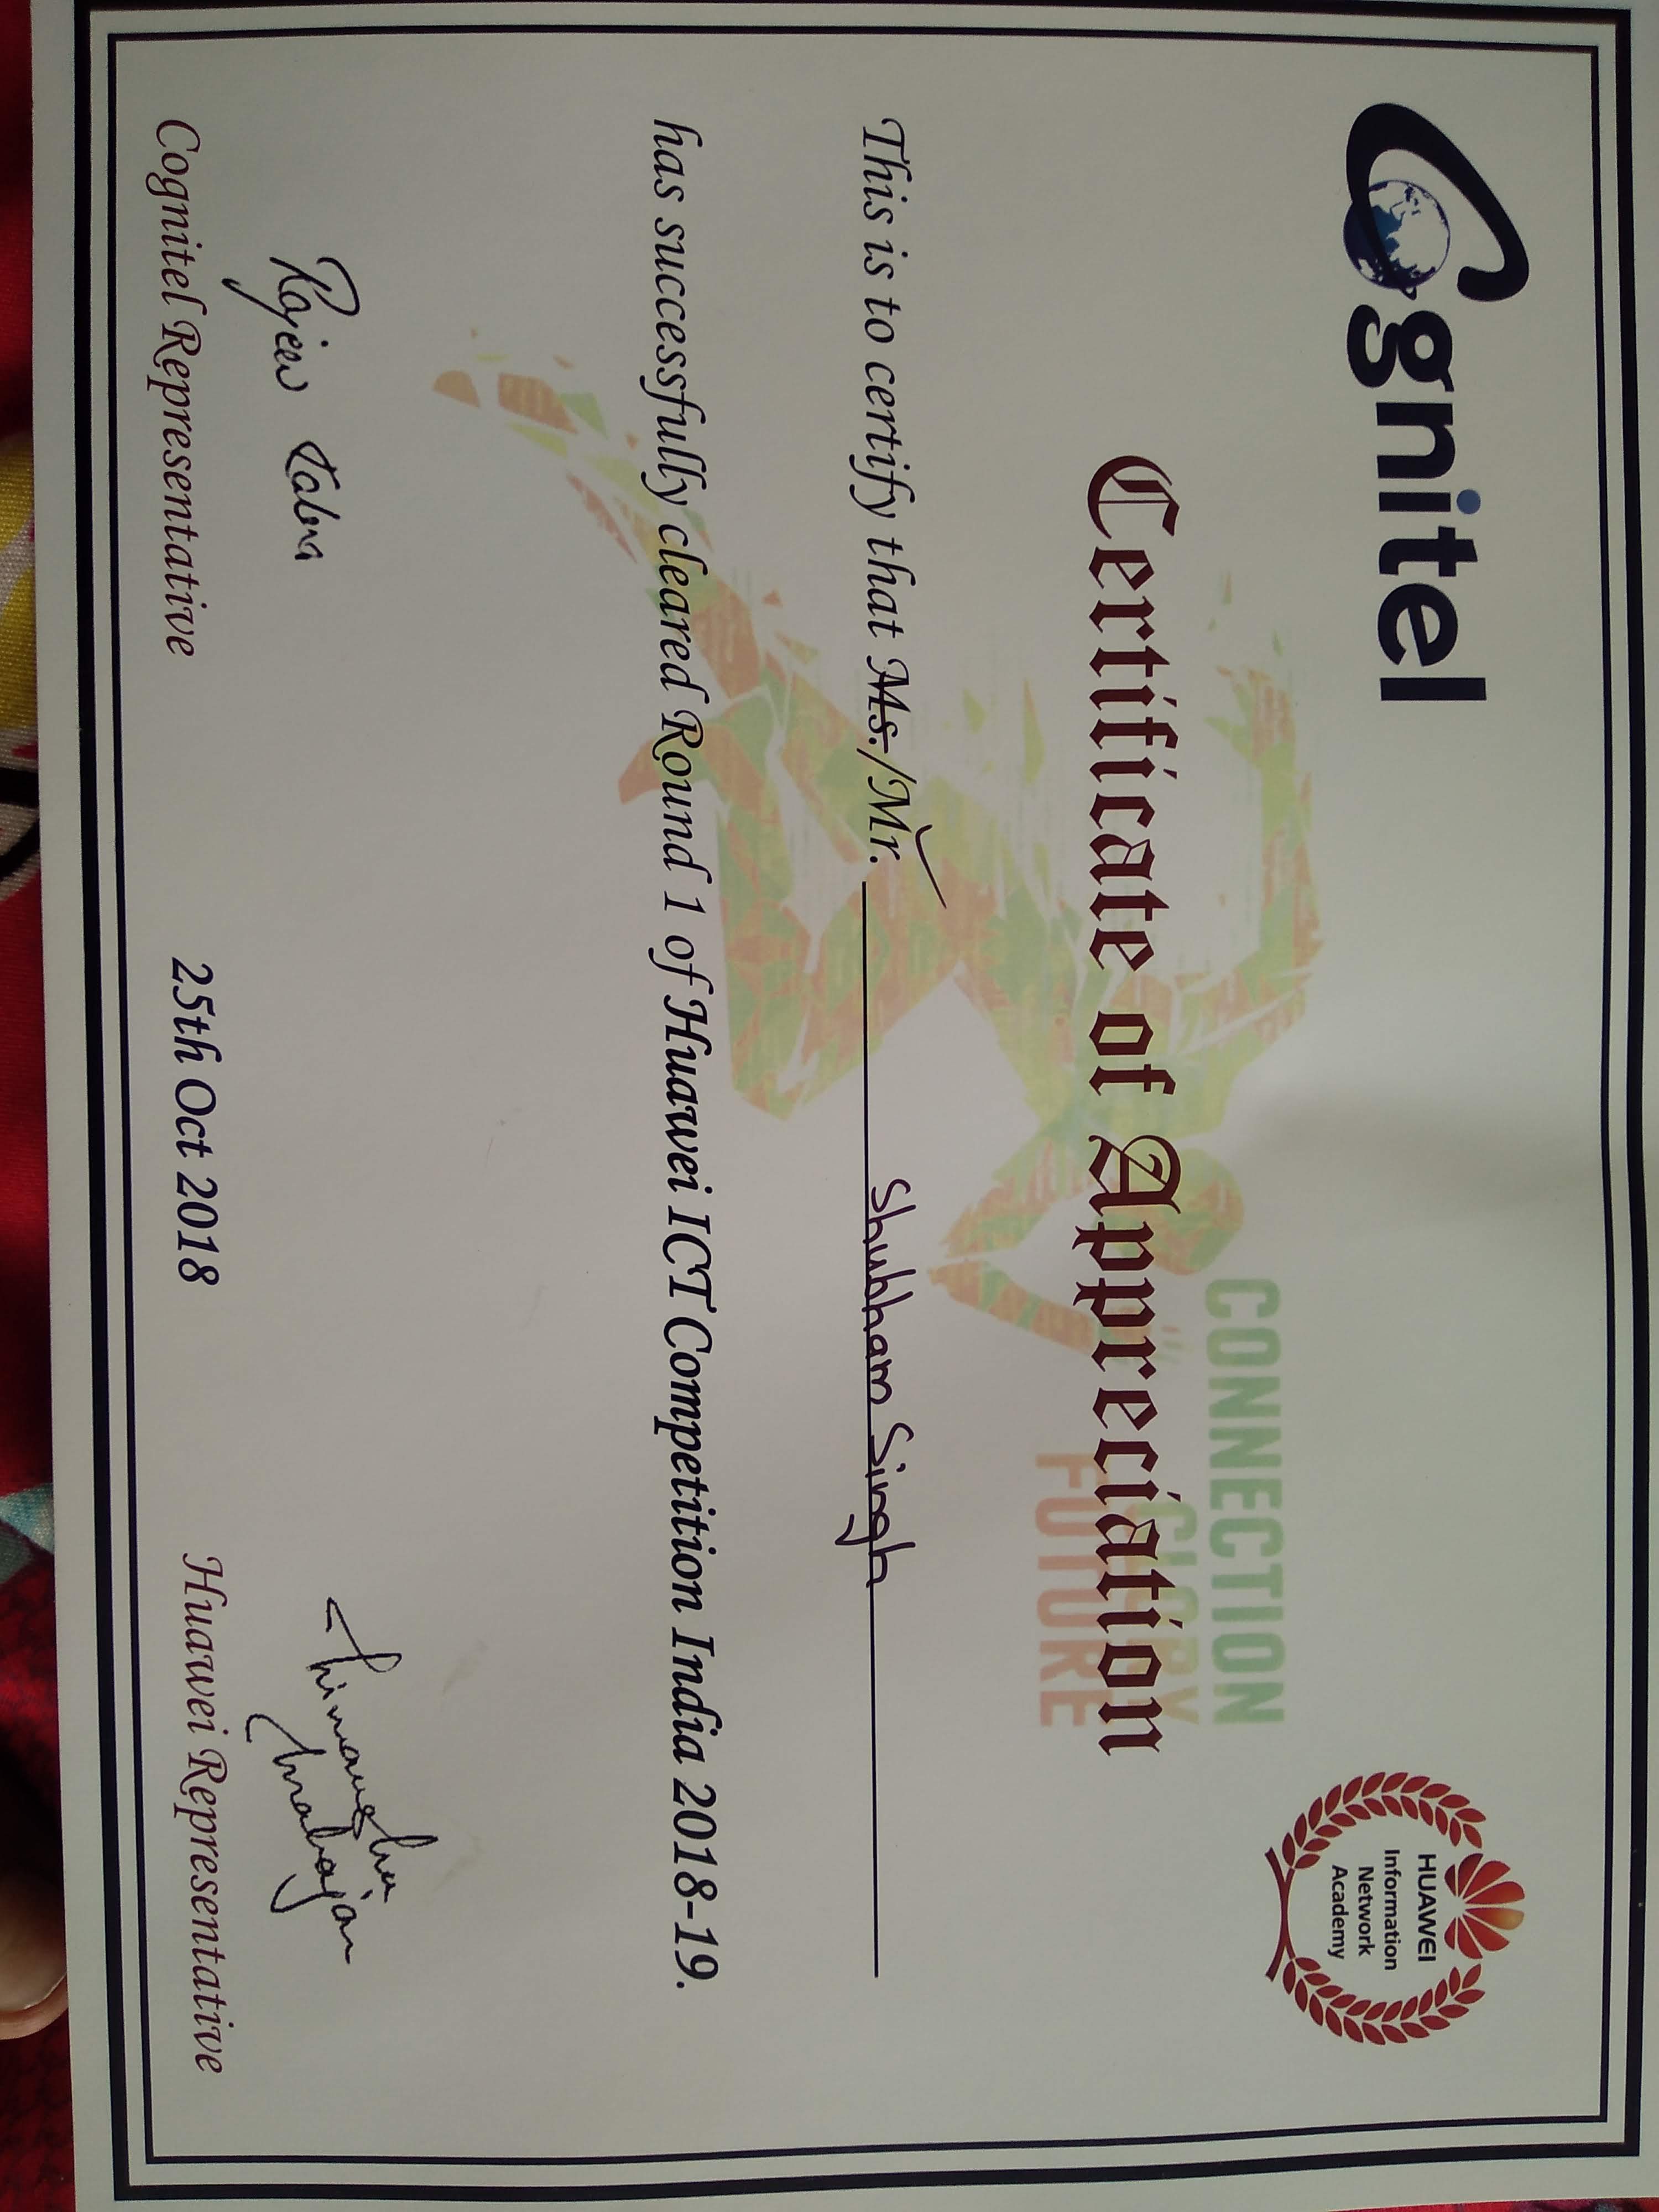 Cognitel
HUAWEI
Information
Network
Academy
CONNECTION
GLORY
FUTURE
Certificate of Appreciation
This is to certify that Ms./Mr. Shubham Singh
has successfully cleared Round 1 of Huawei ICT Competition India 2018-19.
Rajeev Kabra
Himanshu
Mahajan
Cognitel Representative
25th Oct 2018
Huawei Representative